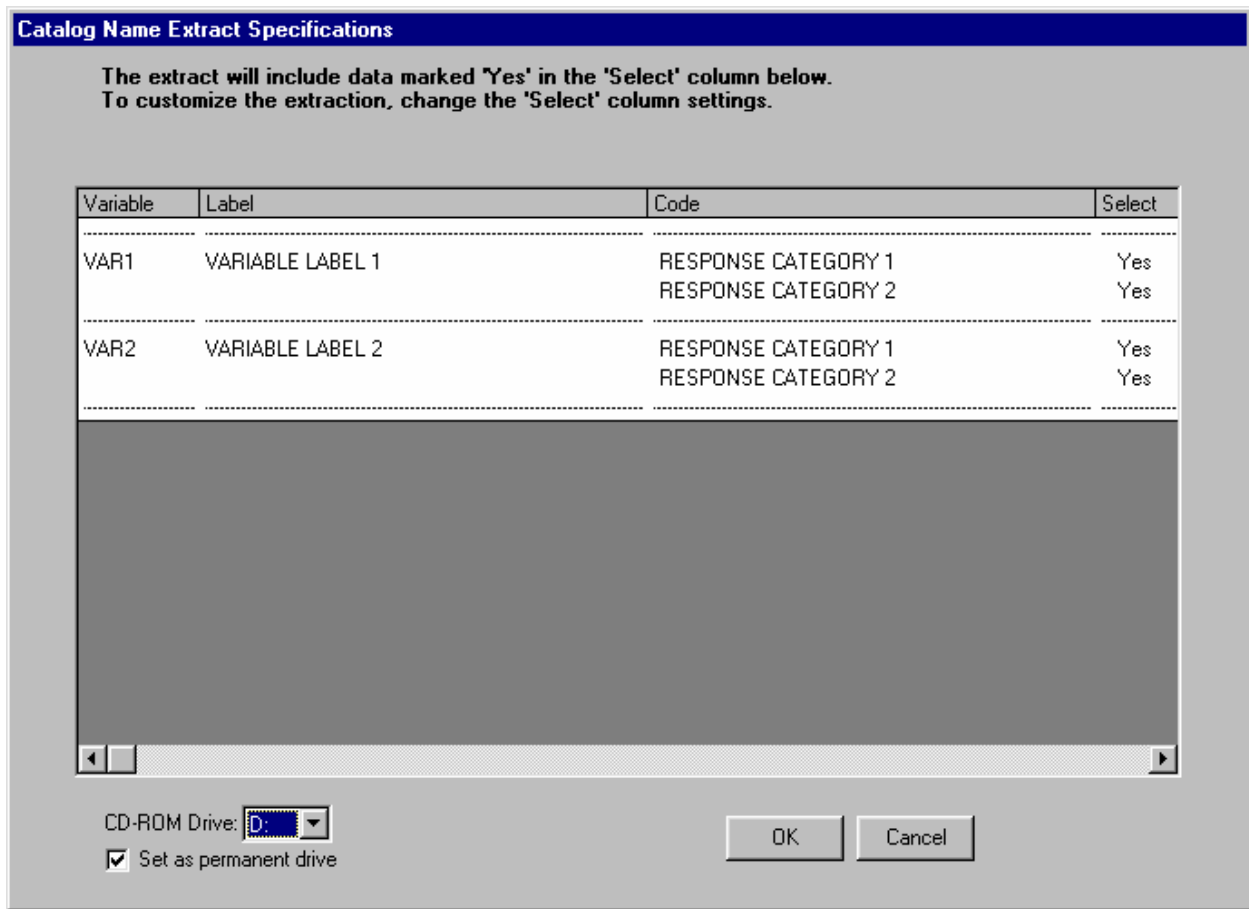 Catalog Name Extract Specifications
The extract will include data marked 'Yes' in the 'Select' column below.
To customize the extraction, change the 'Select' column settings.
Variable Label Code Select
VAR1 VARIABLE LABEL 1 RESPONSE CATEGORY 1 Yes
RESPONSE CATEGORY 2 Yes
VAR2 VARIABLE LABEL 2 RESPONSE CATEGORY 1 Yes
RESPONSE CATEGORY 2 Yes
CD-ROM Drive: D:
OK Cancel
Set as permanent drive